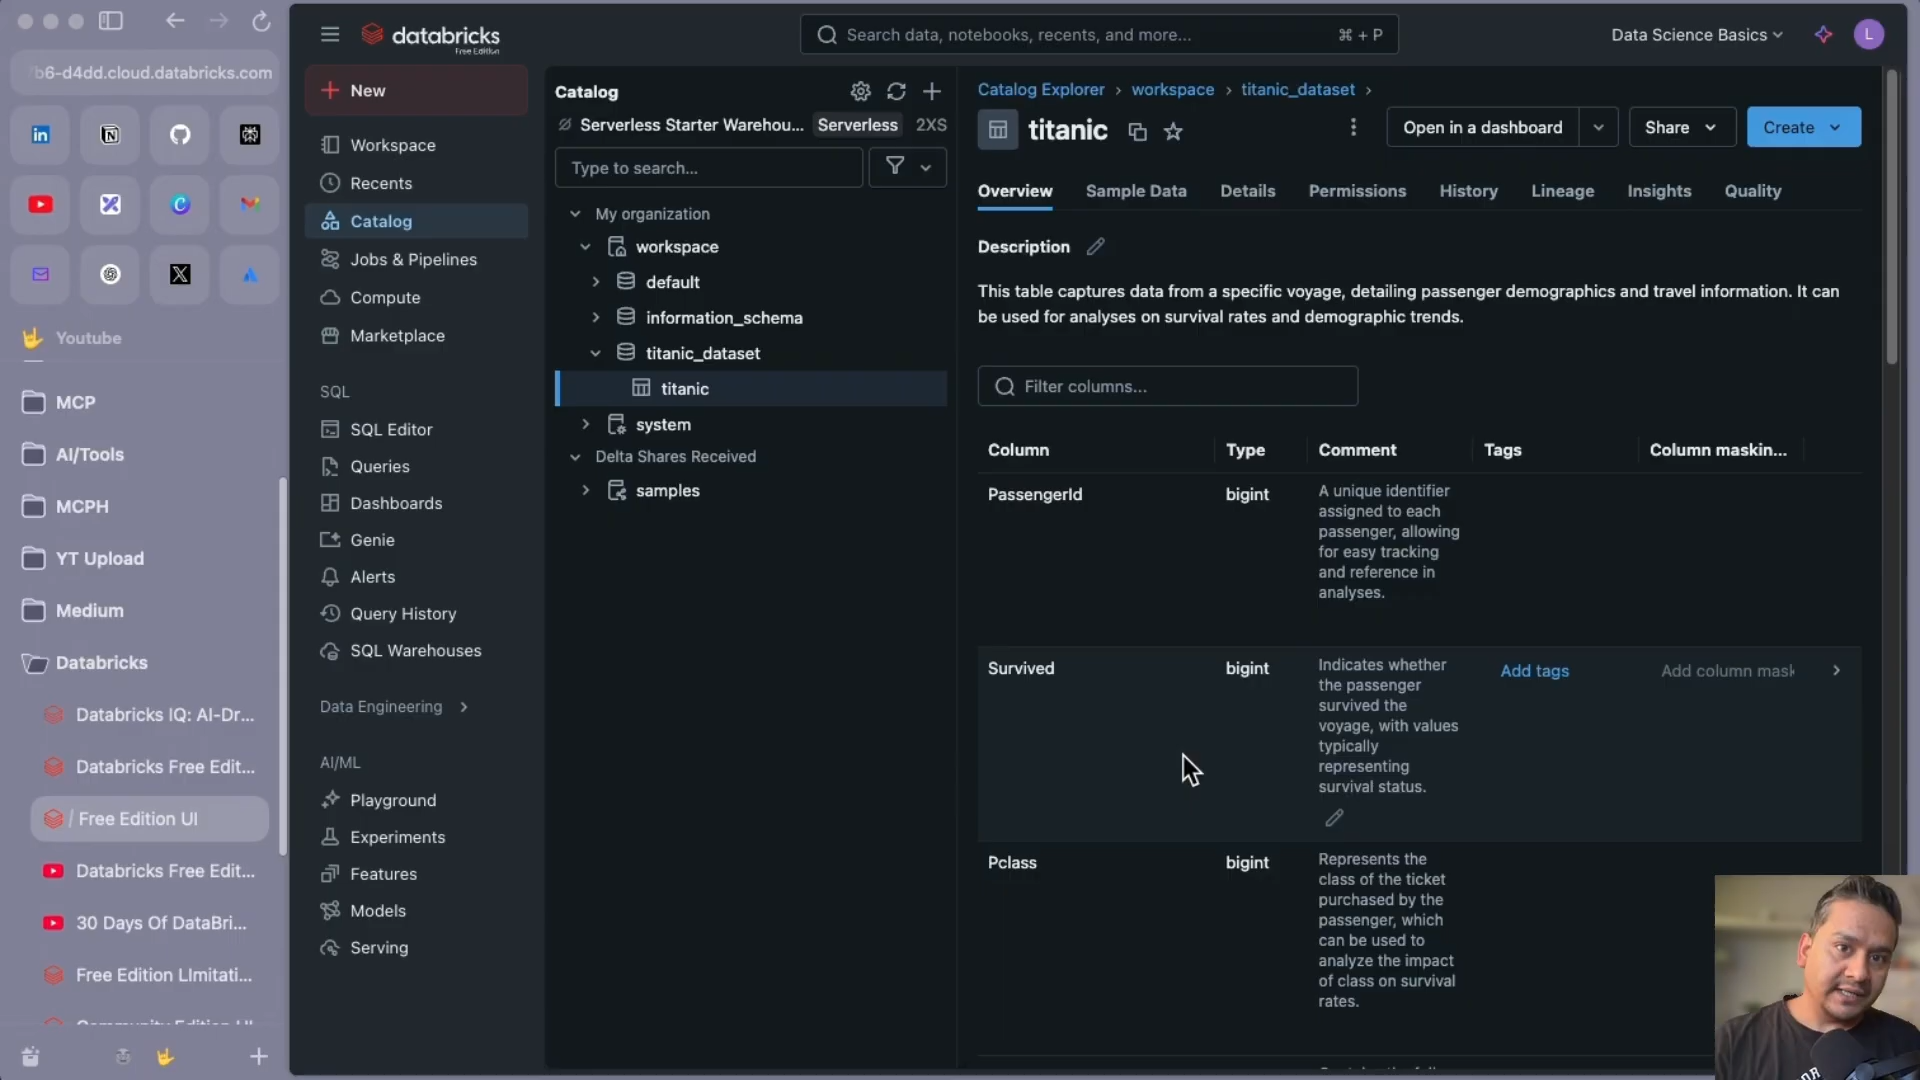 b6-d4dd.cloud.databricks.com
Youtube
MCP
AI/Tools
MCPH
YT Upload
Medium
Databricks
Databricks IQ: AI-Dr...
Databricks Free Edit...
/ Free Edition UI
Databricks Free Edit...
30 Days Of DataBri...
Free Edition LImitati...
databricks
Free Edition
Search data, notebooks, recents, and more...
⌘ + P
Data Science Basics
L
New
Workspace
Recents
Catalog
Jobs & Pipelines
Compute
Marketplace
SQL
SQL Editor
Queries
Dashboards
Genie
Alerts
Query History
SQL Warehouses
Data Engineering
AI/ML
Playground
Experiments
Features
Models
Serving
Catalog
Serverless Starter Warehou... Serverless 2XS
Type to search...
My organization
workspace
default
information_schema
titanic_dataset
titanic
system
Delta Shares Received
samples
Catalog Explorer › workspace › titanic_dataset ›
titanic
Open in a dashboard
Share
Create
Overview Sample Data Details Permissions History Lineage Insights Quality
Description
This table captures data from a specific voyage, detailing passenger demographics and travel information. It can
be used for analyses on survival rates and demographic trends.
Filter columns...
Column Type Comment Tags Column maskin...
PassengerId bigint
A unique identifier
assigned to each
passenger, allowing
for easy tracking
and reference in
analyses.
Survived bigint
Indicates whether
the passenger
survived the
voyage, with values
typically
representing
survival status.
Add tags
Add column mask
Pclass bigint
Represents the
class of the ticket
purchased by the
passenger, which
can be used to
analyze the impact
of class on survival
rates.